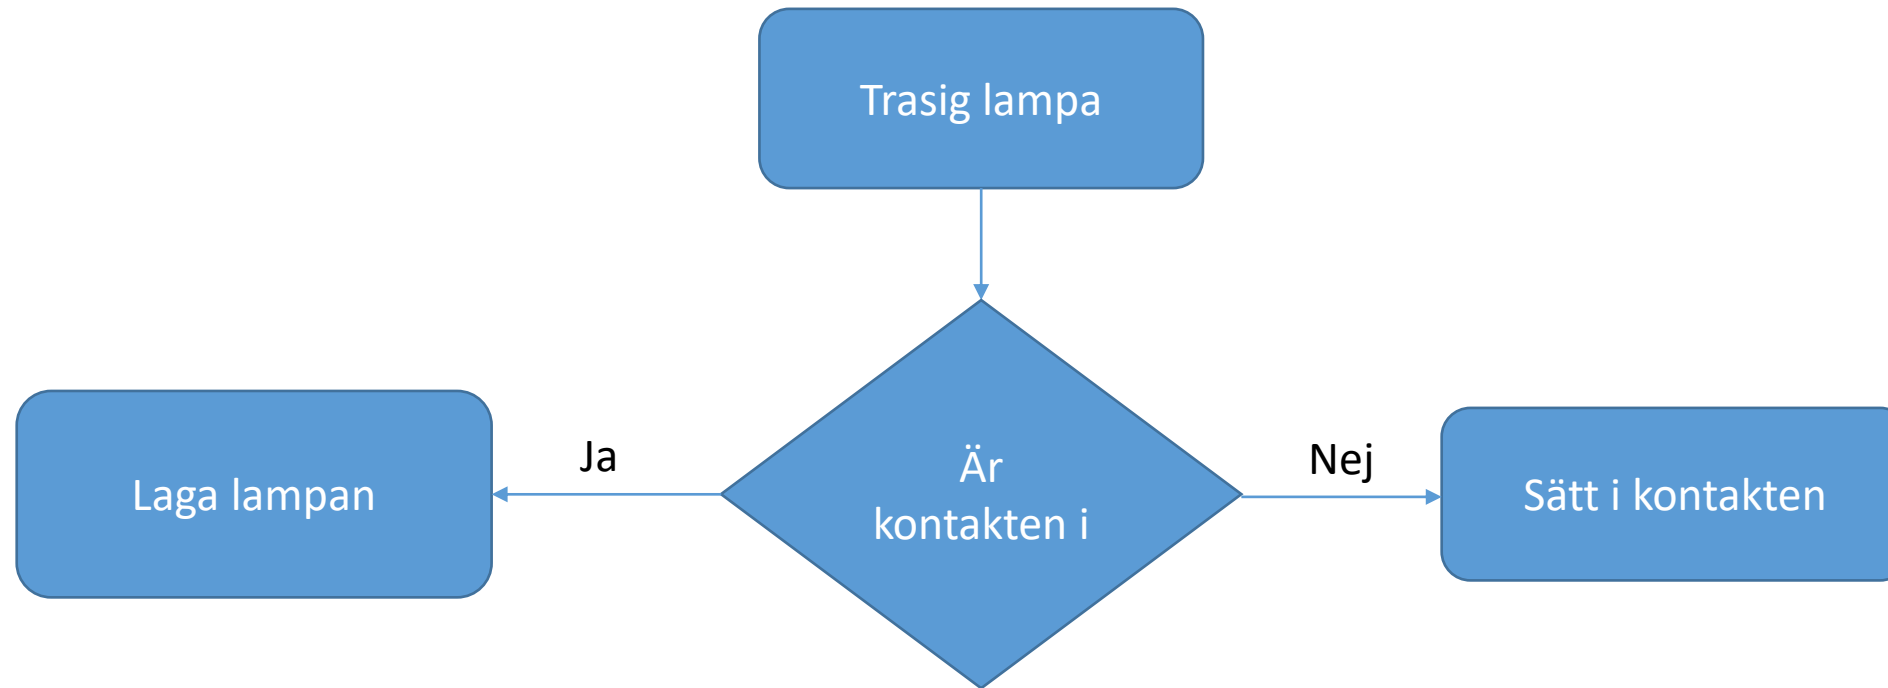 Trasig lampa
Ja
Nej
Laga lampan
Är
kontakten i
Sätt i kontakten